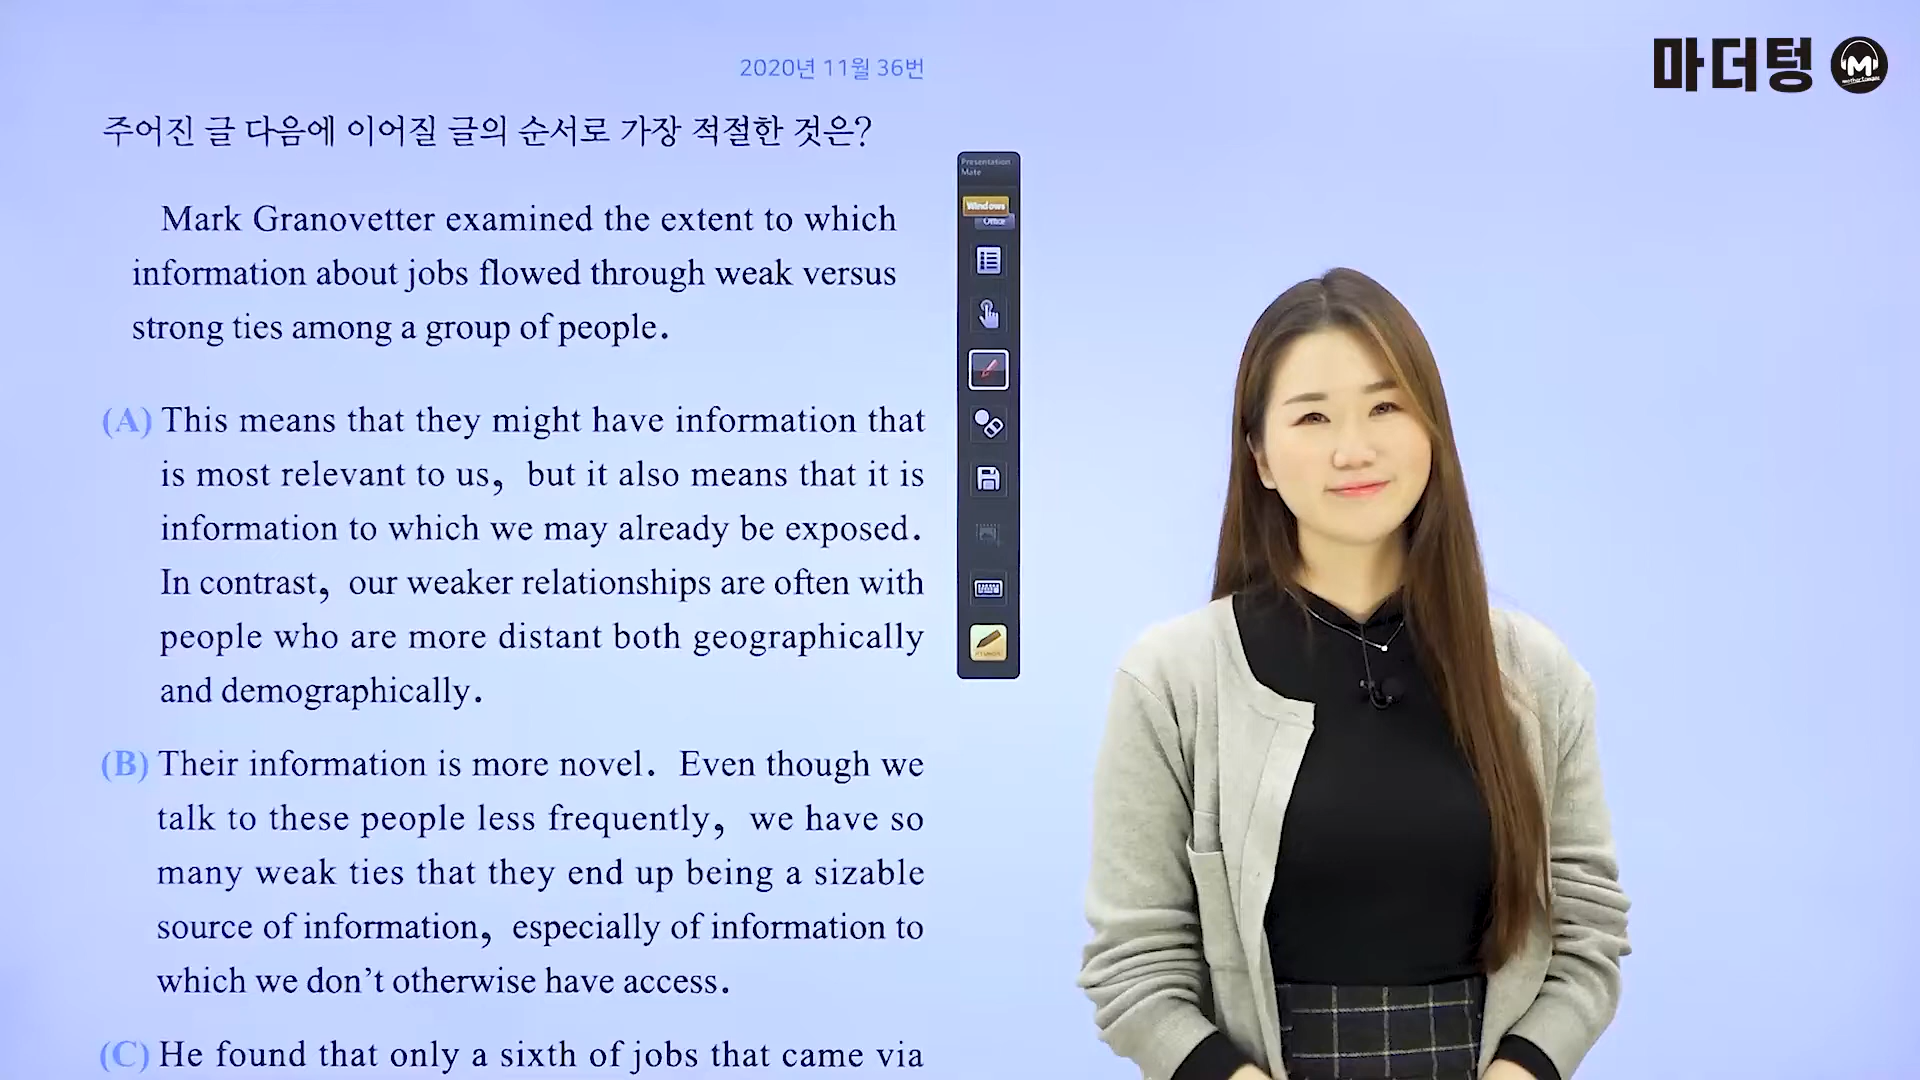 마더텅
M
2020년 11월 36번
주어진 글 다음에 이어질 글의 순서로 가장 적절한 것은?
Mark Granovetter examined the extent to which
information about jobs flowed through weak versus
strong ties among a group of people.
(A) This means that they might have information that
is most relevant to us, but it also means that it is
information to which we may already be exposed.
In contrast, our weaker relationships are often with
people who are more distant both geographically
and demographically.
(B) Their information is more novel. Even though we
talk to these people less frequently, we have so
many weak ties that they end up being a sizable
source of information, especially of information to
which we don't otherwise have access.
(C) He found that only a sixth of jobs that came via
Presentation
Mate
Windows
Office